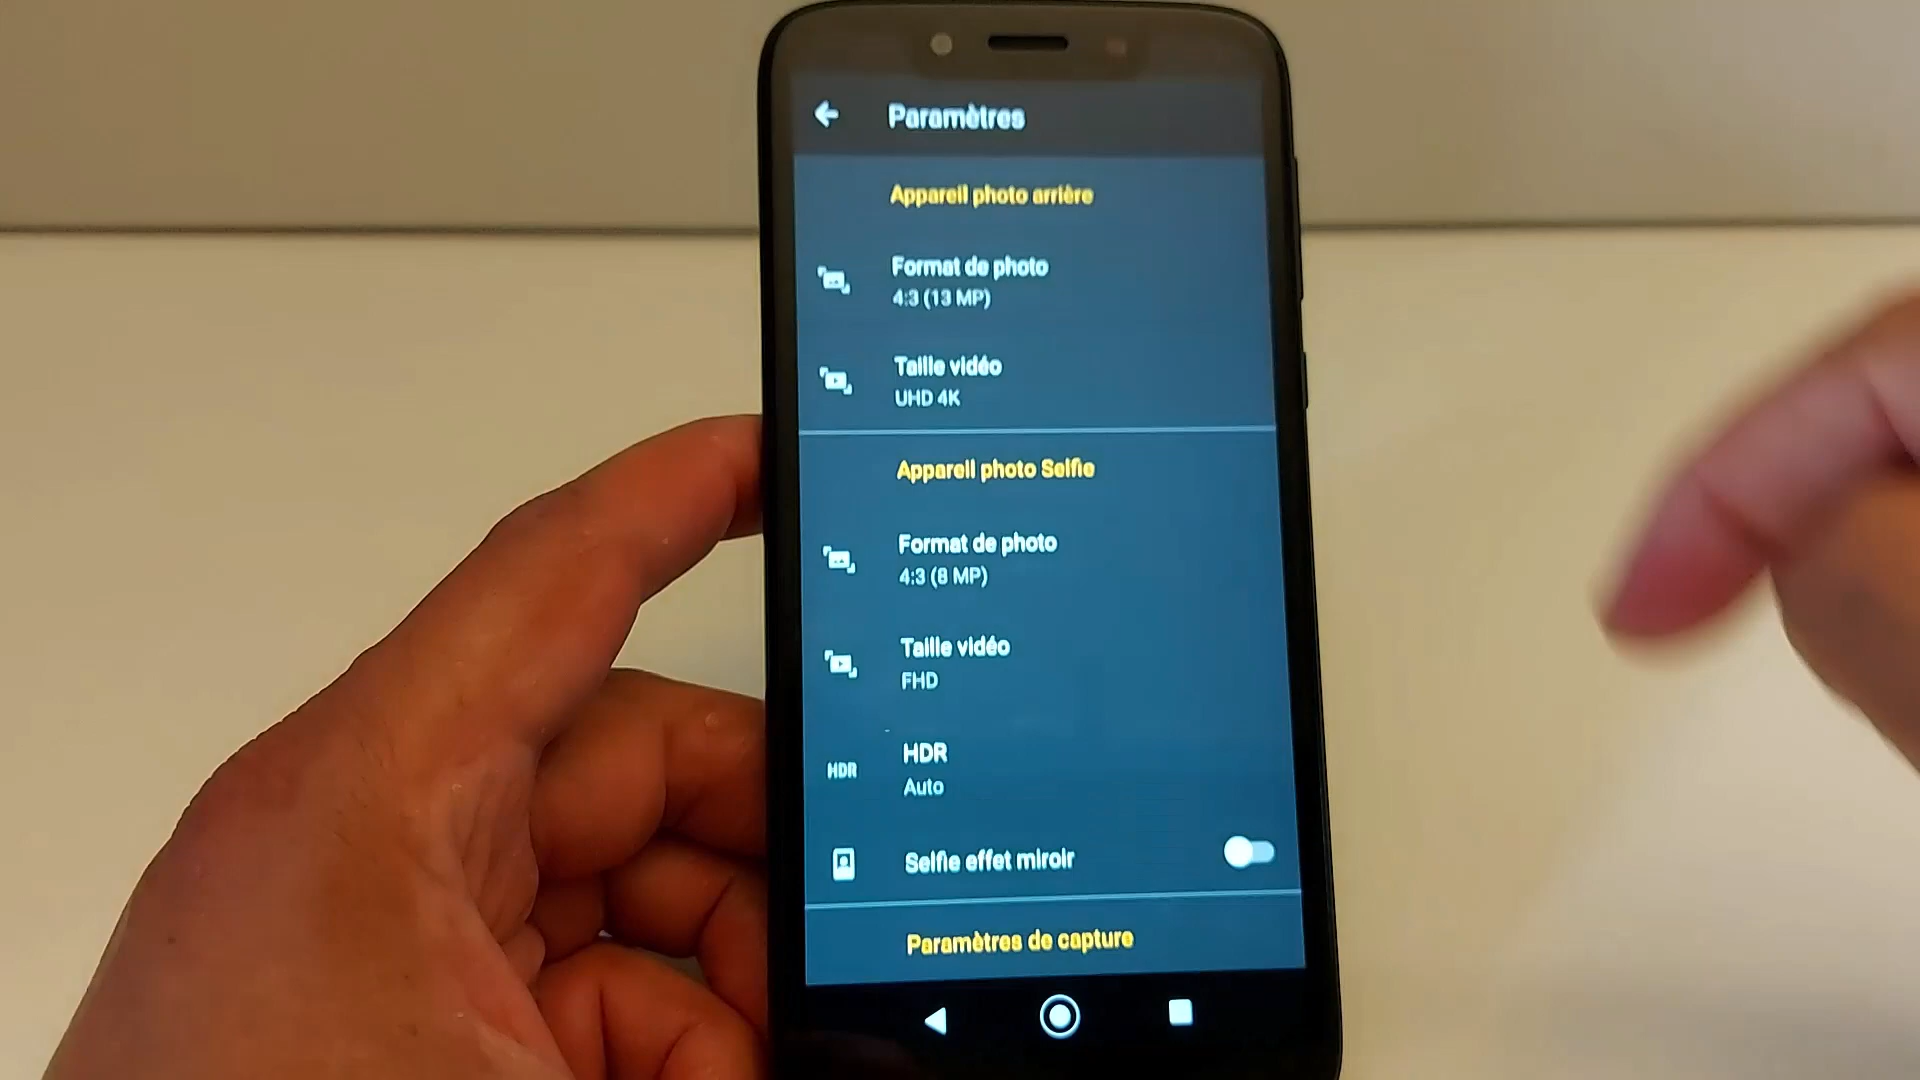 Paramètres
Appareil photo arrière
Format de photo
4:3 (13 MP)
Taille vidéo
UHD 4K
Appareil photo Selfie
Format de photo
4:3 (8 MP)
Taille vidéo
FHD
HDR
HDR
Auto
Selfie effet miroir
Paramètres de capture